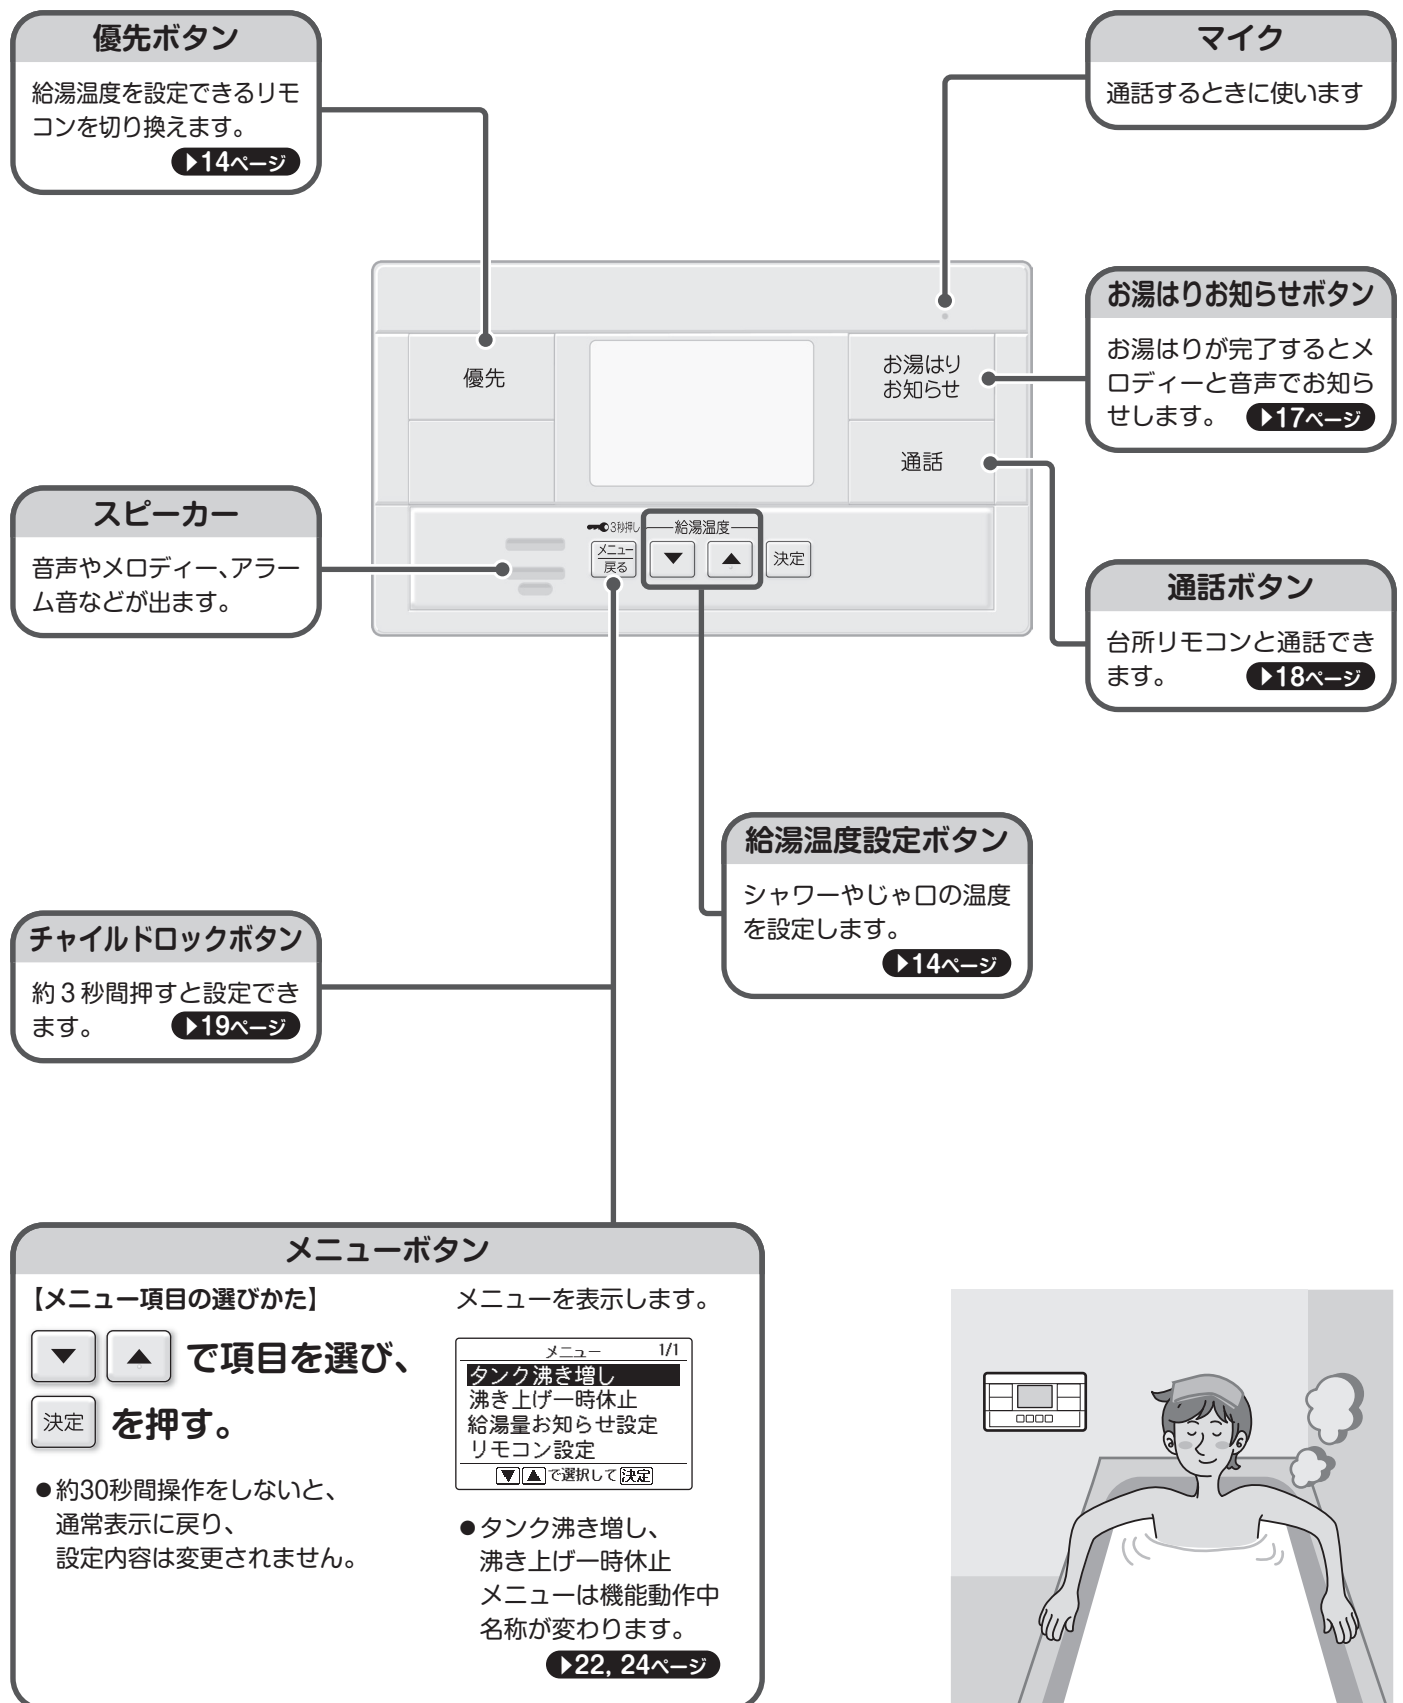 優先ボタン
給湯温度を設定できるリモ
コンを切り換えます。
▶14ページ
マイク
通話するときに使います
優先
お湯はり
お知らせ
通話
3秒押し
給湯温度
メニュー
戻る
▼
▲
決定
お湯はりお知らせボタン
お湯はりが完了するとメ
ロディーと音声でお知ら
せします。 ▶17ページ
スピーカー
音声やメロディー、アラー
ム音などが出ます。
通話ボタン
台所リモコンと通話でき
ます。 ▶18ページ
給湯温度設定ボタン
シャワーやじゃ口の温度
を設定します。
▶14ページ
チャイルドロックボタン
約3秒間押すと設定でき
ます。 ▶19ページ
メニューボタン
【メニュー項目の選びかた】
▼ ▲ で項目を選び、
決定 を押す。
●約30秒間操作をしないと、
通常表示に戻り、
設定内容は変更されません。
メニューを表示します。
メニュー 1/1
タンク沸き増し
沸き上げ一時休止
給湯量お知らせ設定
リモコン設定
▼▲で選択して決定
●タンク沸き増し、
沸き上げ一時休止
メニューは機能動作中
名称が変わります。
▶22, 24ページ